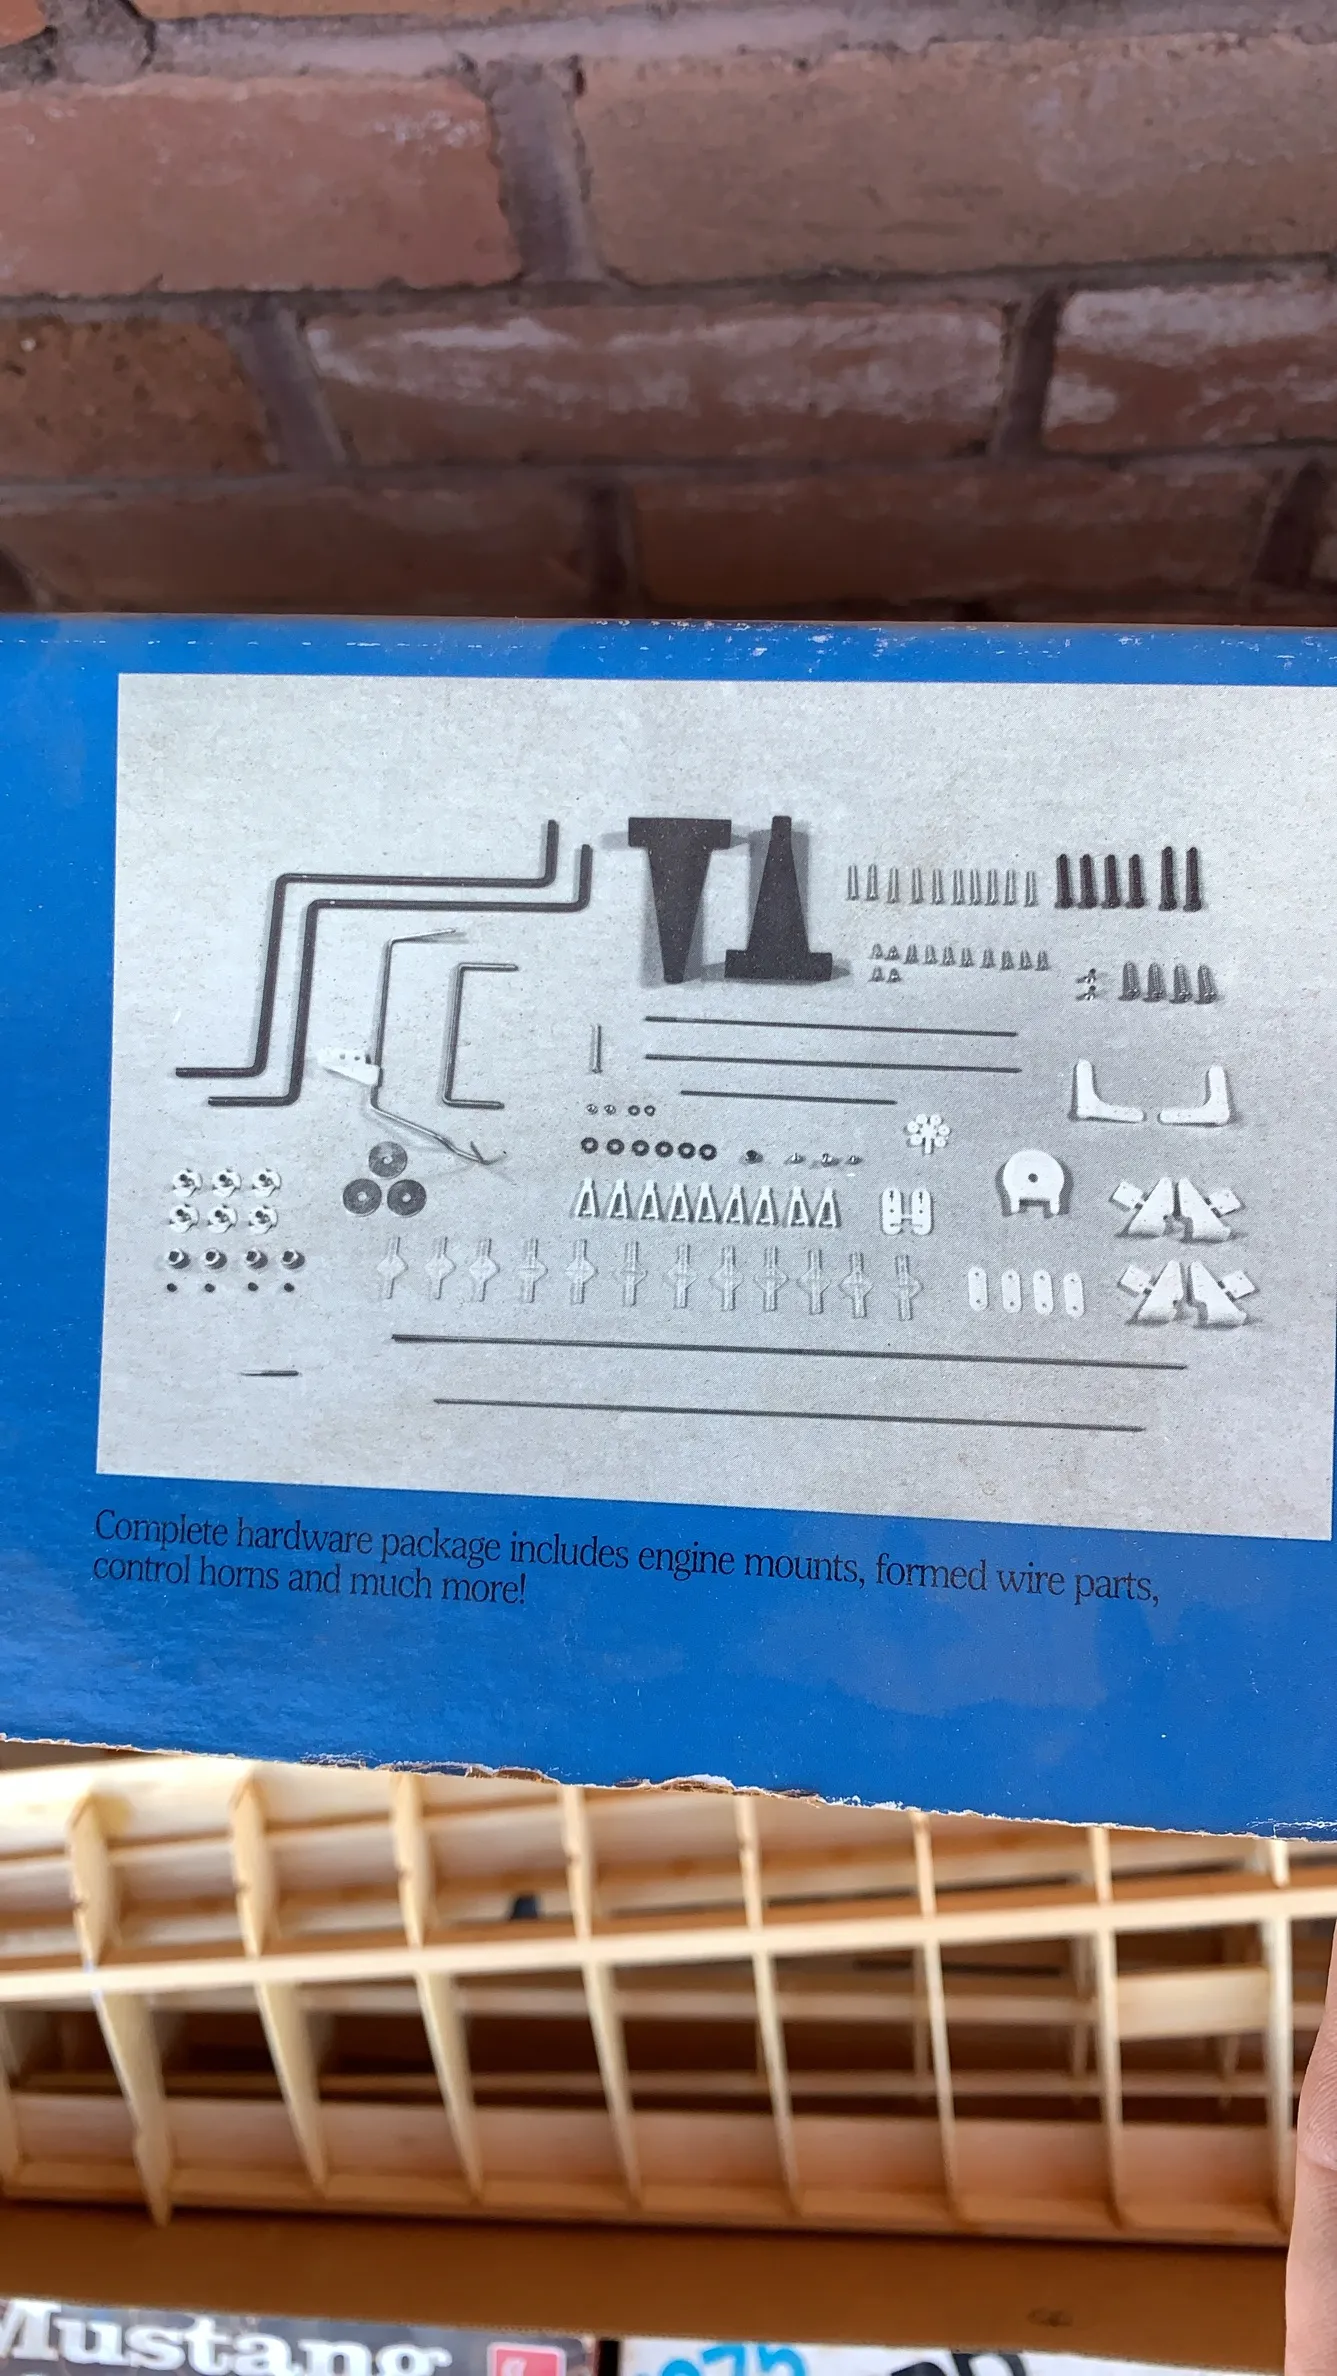 Complete hardware package includes engine mounts, formed wire parts,
control horns and much more!
Mustang